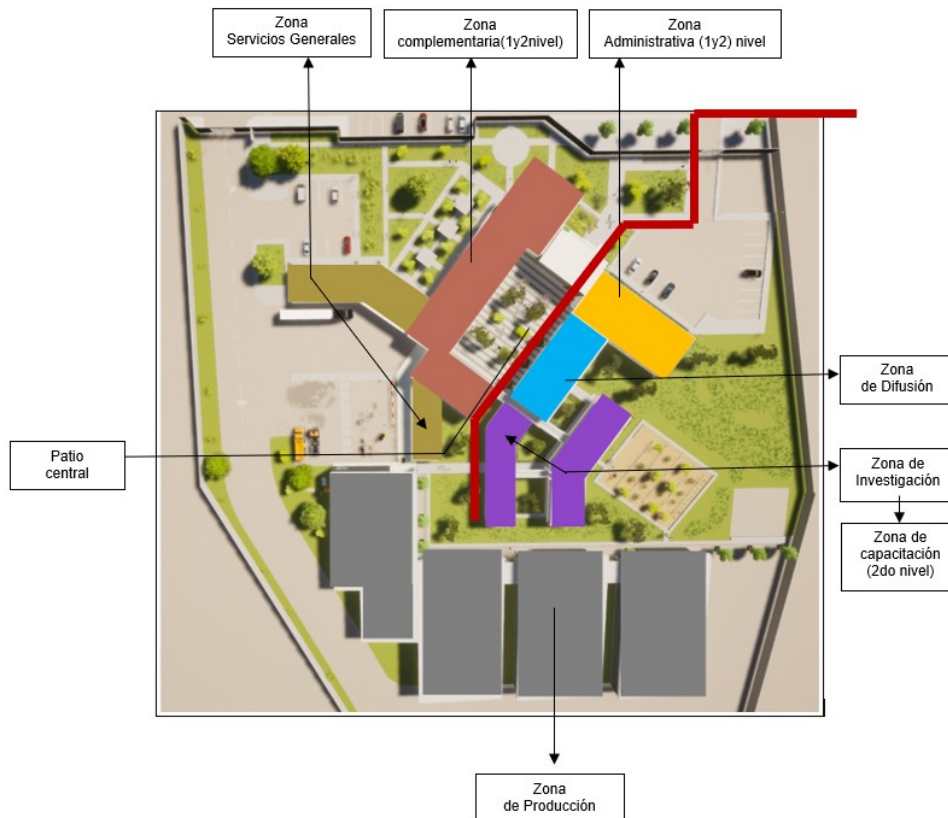 Zona
Servicios Generales
Zona
complementaria(1y2nivel)
Zona
Administrativa (1y2) nivel
Zona
de Difusión
Patio
central
Zona de
Investigación
Zona de
capacitación
(2do nivel)
Zona
de Producción